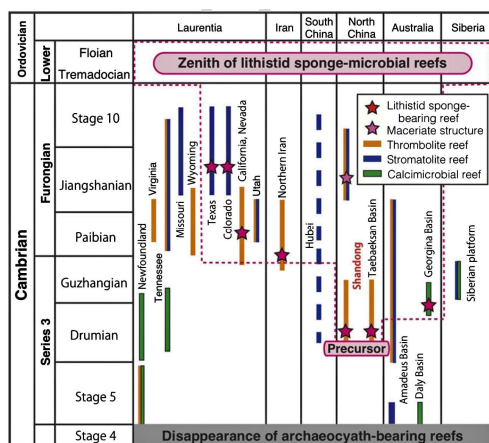 Laurentia
Iran
South
China
North
China
Australia
Siberia
Ordovician
Lower
Floian
Tremadocian
Zenith of lithistid sponge-microbial reefs
Cambrian
Furongian
Stage 10
Jiangshanian
Paibian
Series 3
Guzhangian
Drumian
Stage 5
Stage 4
Newfoundland
Tennessee
Virginia
Missouri
Wyoming
Texas
Colorado
California, Nevada
Utah
Northern Iran
Hubei
Shandong
Taebaeksan Basin
Amadeus Basin
Daly Basin
Georgina Basin
Siberian platform
Lithistid sponge-
bearing reef
Maceriate structure
Thrombolite reef
Stromatolite reef
Calcimicrobial reef
Precursor
Disappearance of archaeocyath-bearing reefs